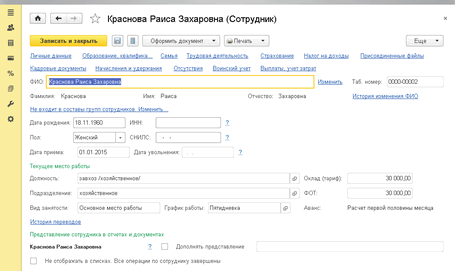 Краснова Раиса Захаровна (Сотрудник)
Записать и закрыть Оформить документ Печать Еще
Личные данные Образование, квалифика... Семья Трудовая деятельность Страхование Налог на доходы Присоединенные файлы
Кадровые документы Начисления и удержания Отсутствия Воинский учет Выплаты, учет затрат
ФИО: Краснова Раиса Захаровна Изменить Таб. номер: 0000-00002
Фамилия: Краснова Имя: Раиса Отчество: Захаровна История изменения ФИО
Не входит в составы групп сотрудников. Изменить...
Дата рождения: 18.11.1960 ИНН: ?
Пол: Женский СНИЛС: - - ?
Дата приема: 01.01.2015 Дата увольнения: . . ?
Текущее место работы
Должность: завхоз /хозяйственное/ Оклад (тариф): 30 000,00
Подразделение: хозяйственное ФОТ: 30 000,00
Вид занятости: Основное место работы График работы: Пятидневка Аванс: Расчет первой половины месяца
История переводов
Представление сотрудника в отчетах и документах
Краснова Раиса Захаровна ? Дополнять представление
Не отображать в списках. Все операции по сотруднику завершены